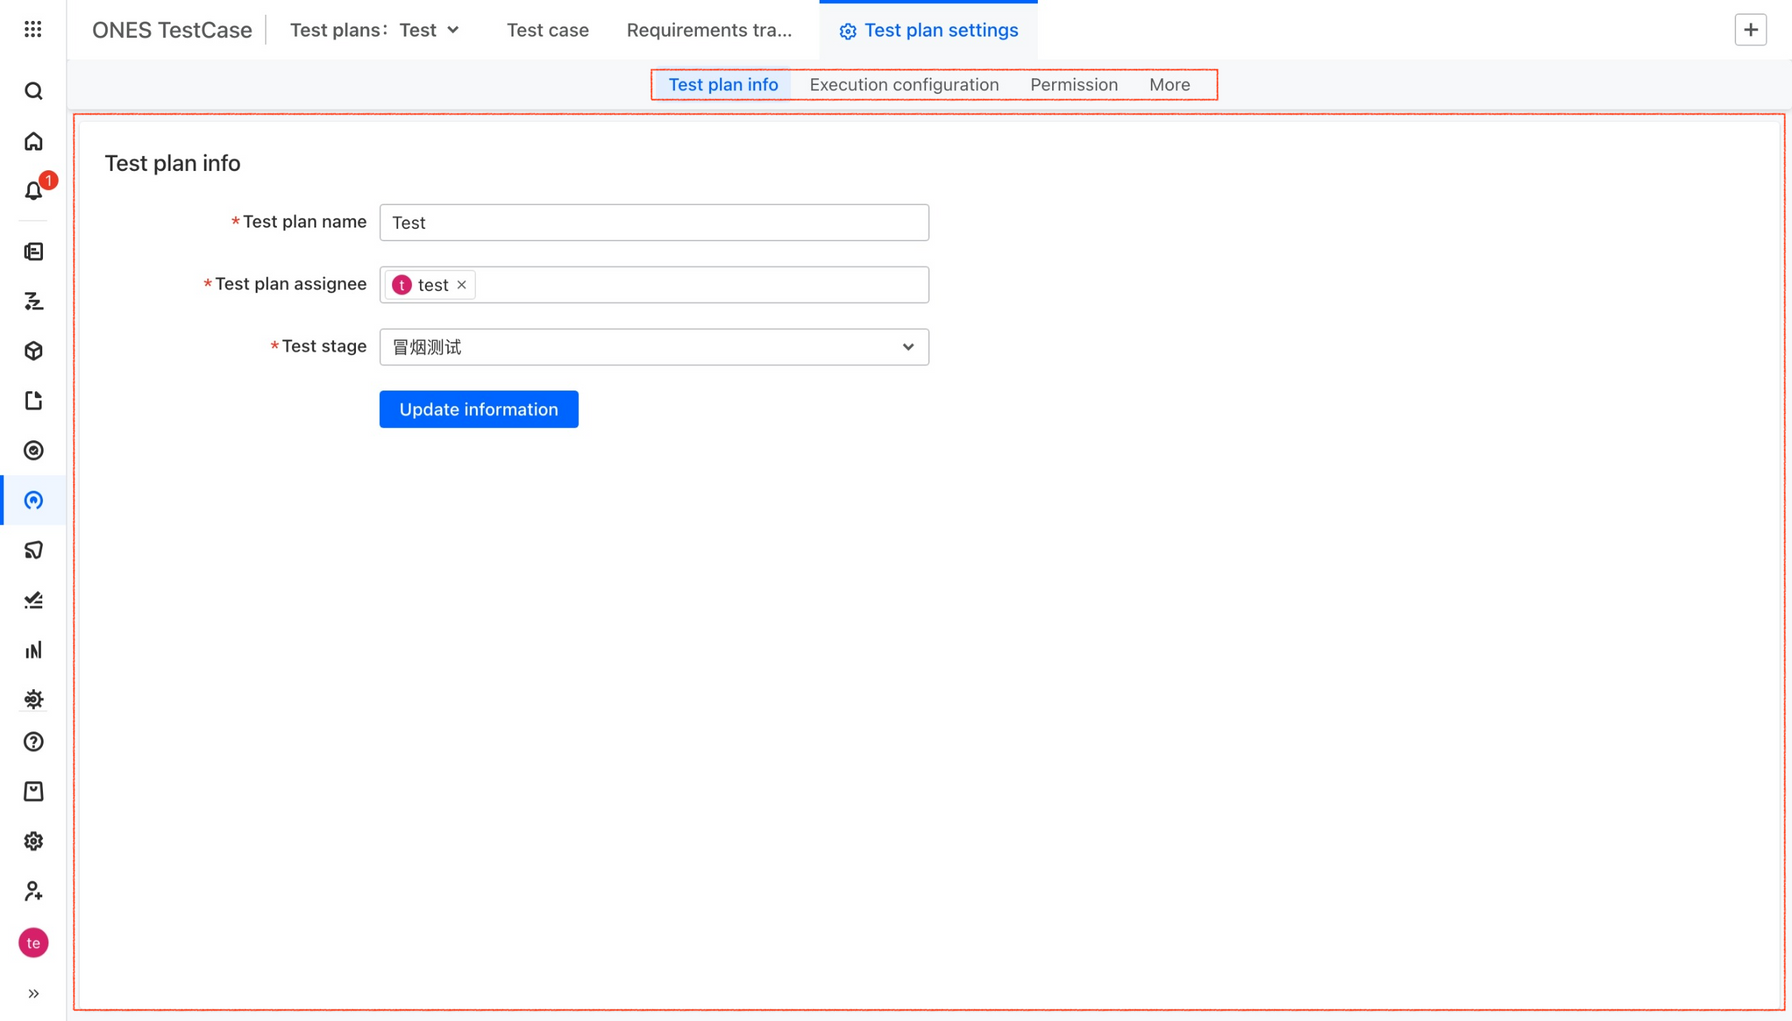 ONES TestCase
Test plans: Test
Test case
Requirements tra...
Test plan settings
Test plan info
Execution configuration
Permission
More
1
Test plan info
*Test plan name
Test
*Test plan assignee
t test ×
*Test stage
冒烟测试
Update information
te